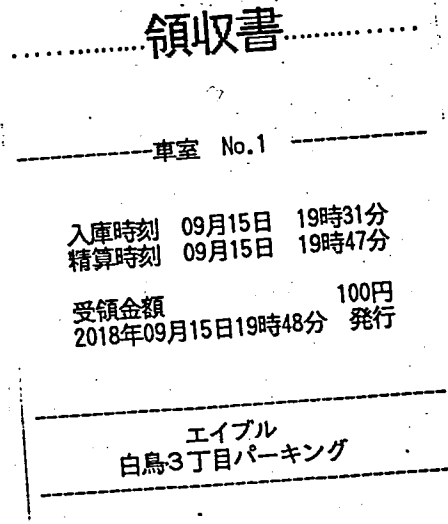 領収書
車室 No.1
入庫時刻 09月15日 19時31分
精算時刻 09月15日 19時47分
受領金額 100円
2018年09月15日19時48分 発行
エイブル
白鳥3丁目パーキング